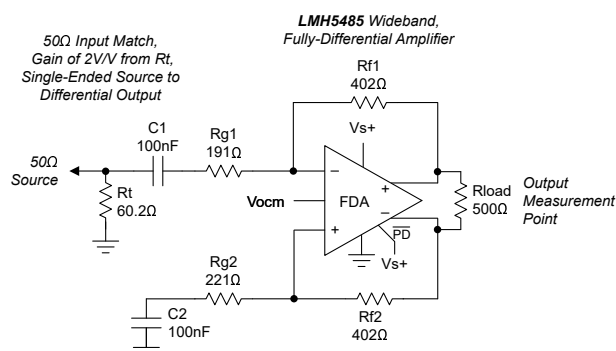 LMH5485 Wideband,
Fully-Differential Amplifier
50Ω Input Match,
Gain of 2V/V from Rt,
Single-Ended Source to
Differential Output
Rf1
402Ω
C1
100nF
Rg1
191Ω
Vs+
50Ω
Source
Rt
60.2Ω
Vocm
−
+
FDA
+
−
PD
Vs+
Rload
500Ω
Output
Measurement
Point
Rg2
221Ω
Rf2
402Ω
C2
100nF